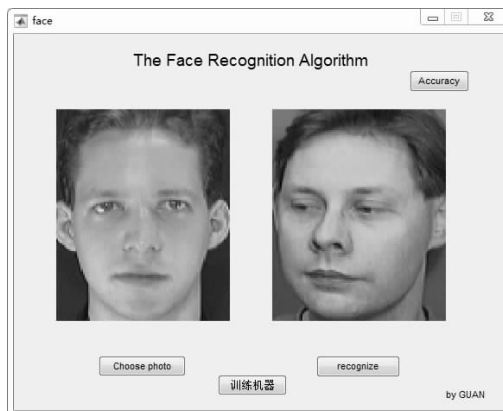 face
The Face Recognition Algorithm
Accuracy
Choose photo
recognize
训练机器
by GUAN